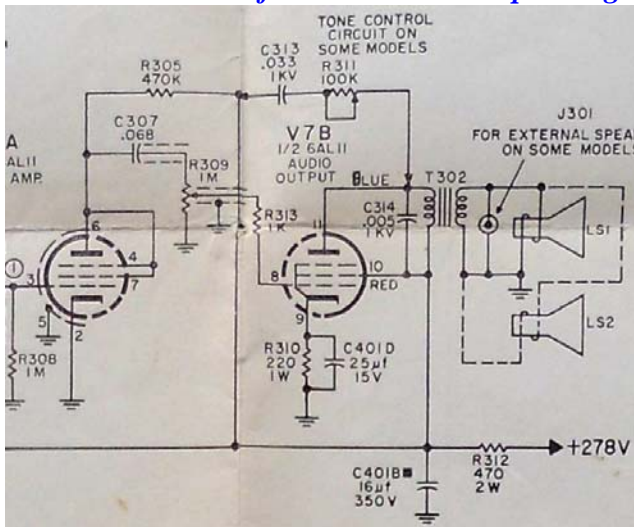 TONE CONTROL
CIRCUIT ON
SOME MODELS
C313
.033
1KV
R311
100K
R305
470K
C307
.068
A
AL11
AMP.
R309
1M
V7B
1/2 6AL11
AUDIO
OUTPUT
J301
FOR EXTERNAL SPEA
ON SOME MODELS
BLUE
T302
C314
.005
1KV
R313
1K
LS1
LS2
6
4
7
3
1
5
2
11
8
10
RED
9
R308
1M
R310
220
1W
C401D
25µf
15V
+278V
R312
470
2W
C401B
16µf
350V